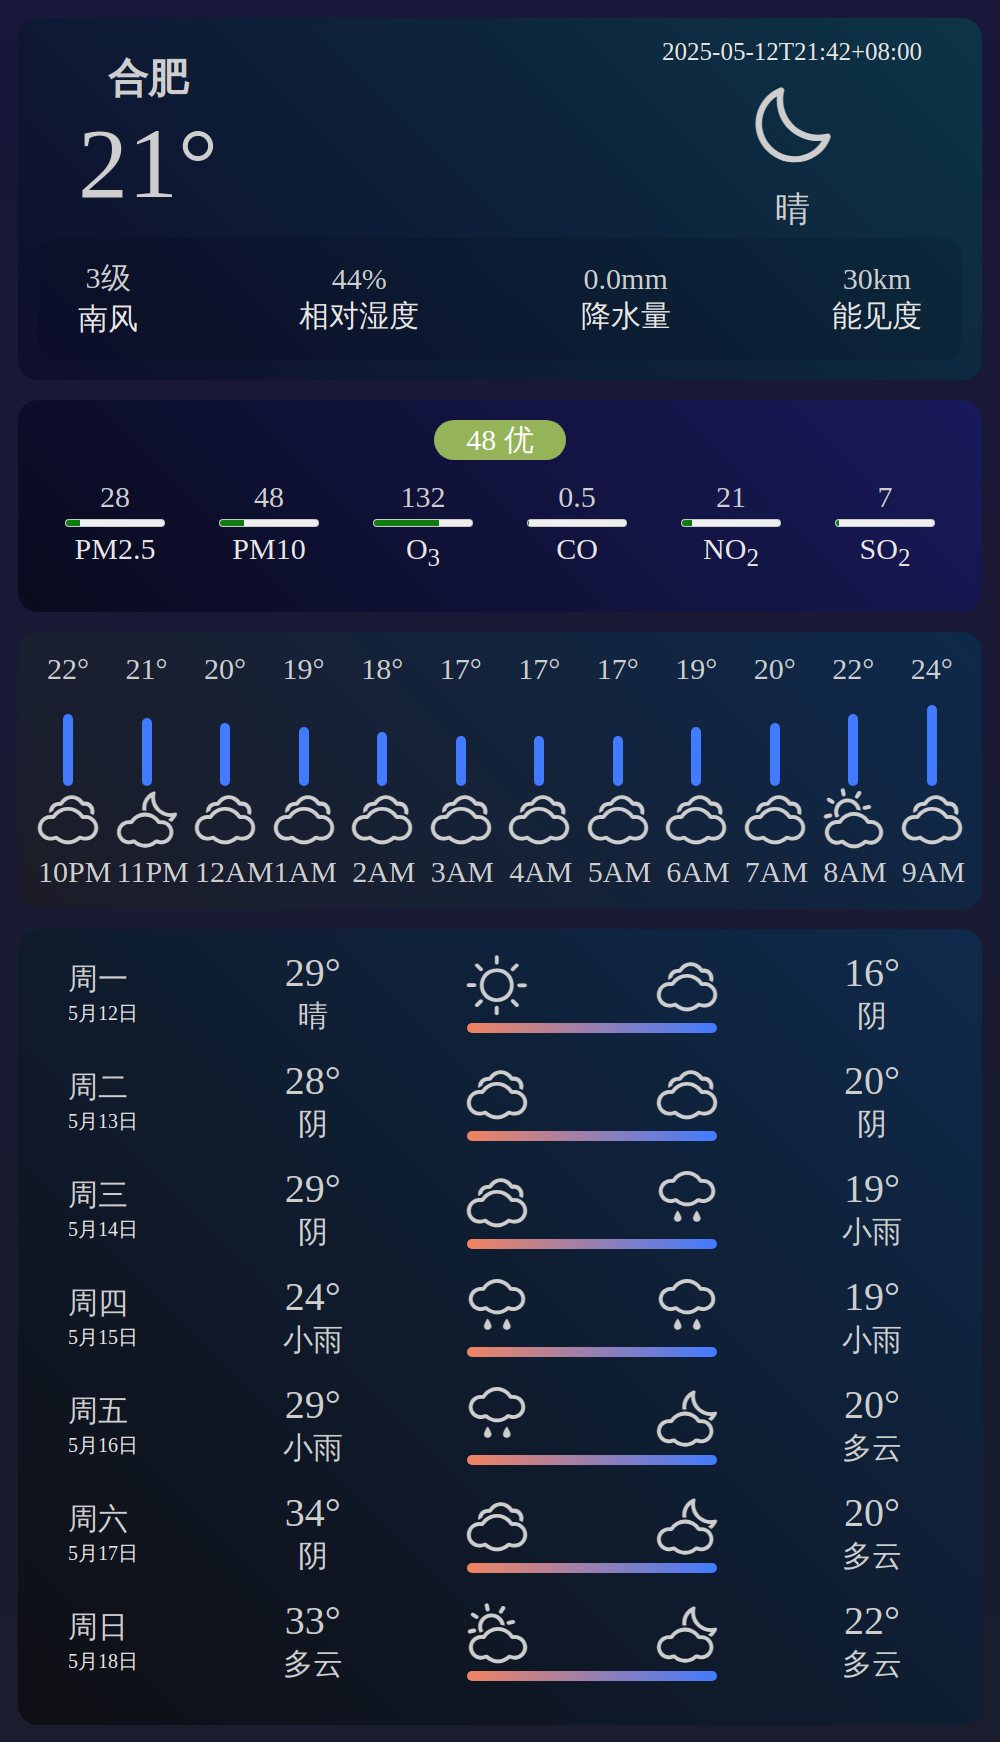 合肥
21°
2025-05-12T21:42+08:00
晴
3级 44% 0.0mm 30km
南风 相对湿度 降水量 能见度
48 优
28 48 132 0.5 21 7
PM2.5 PM10 O3 CO NO2 SO2
22° 21° 20° 19° 18° 17° 17° 17° 19° 20° 22° 24°
10PM 11PM 12AM 1AM 2AM 3AM 4AM 5AM 6AM 7AM 8AM 9AM
周一 29° 16°
5月12日 晴 阴
周二 28° 20°
5月13日 阴 阴
周三 29° 19°
5月14日 阴 小雨
周四 24° 19°
5月15日 小雨 小雨
周五 29° 20°
5月16日 小雨 多云
周六 34° 20°
5月17日 阴 多云
周日 33° 22°
5月18日 多云 多云